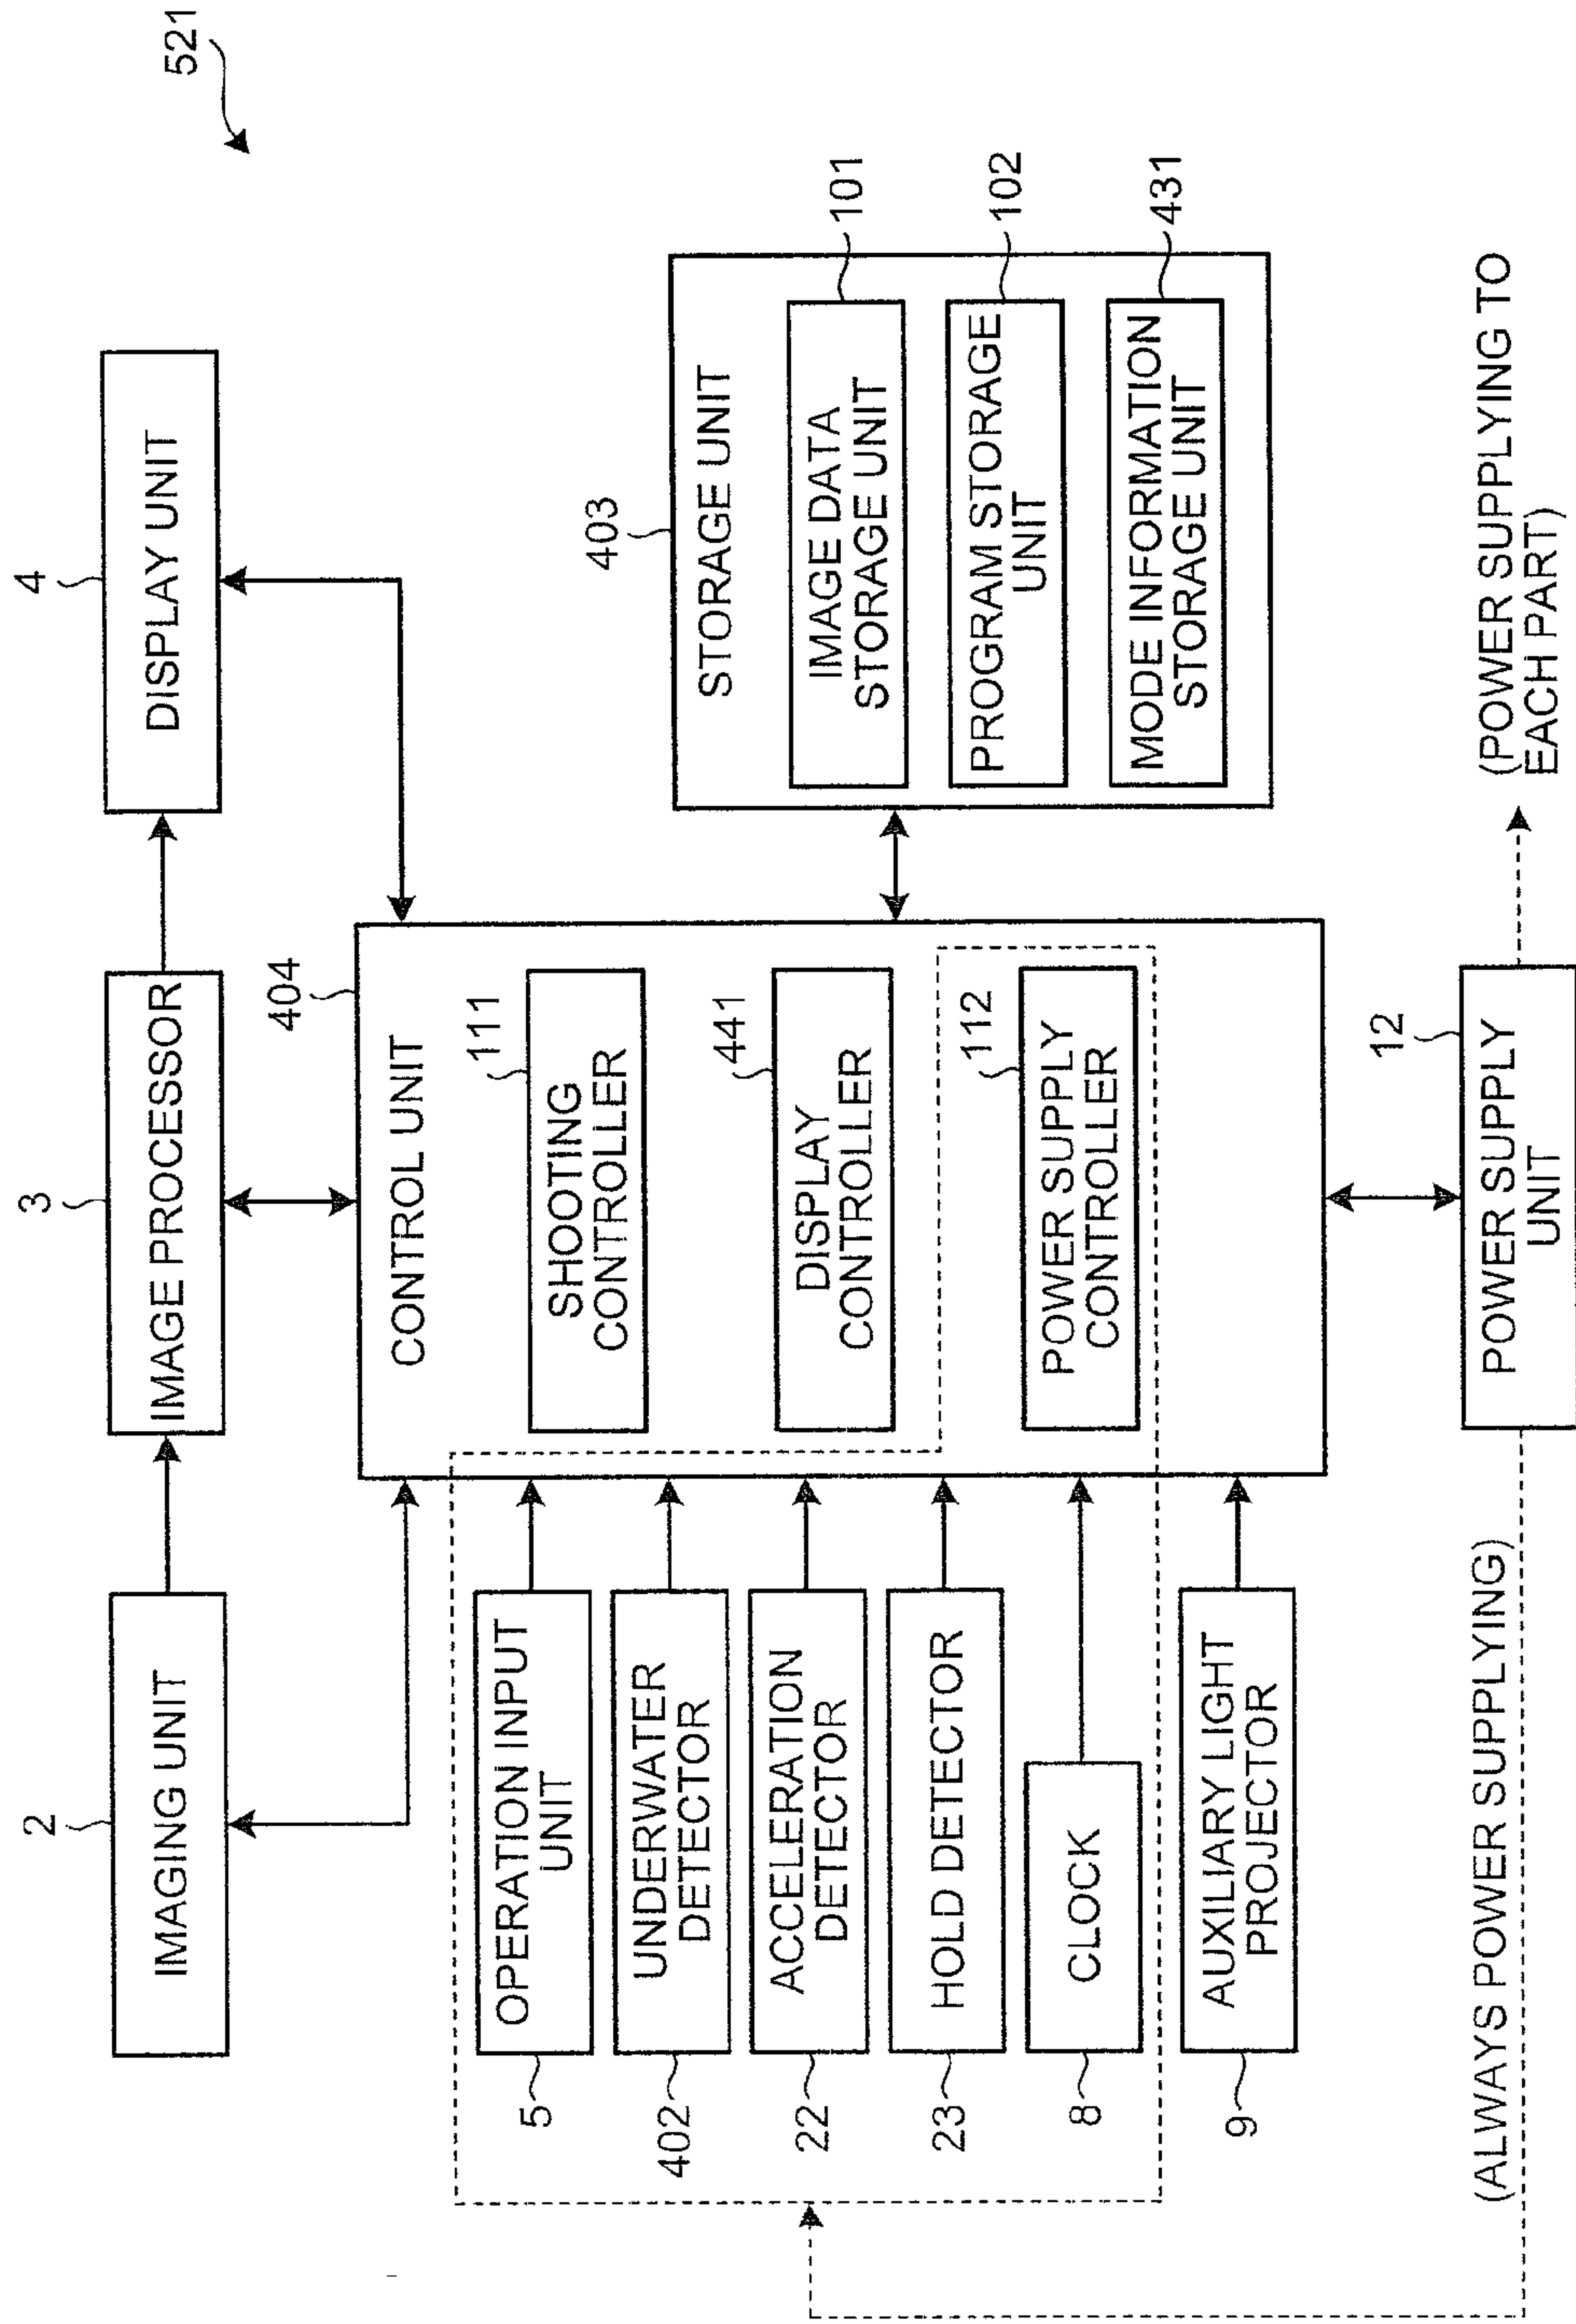 521
2
IMAGING UNIT
3
IMAGE PROCESSOR
4
DISPLAY UNIT
404
CONTROL UNIT
111
SHOOTING
CONTROLLER
441
DISPLAY
CONTROLLER
112
POWER SUPPLY
CONTROLLER
5
OPERATION INPUT
UNIT
402
UNDERWATER
DETECTOR
22
ACCELERATION
DETECTOR
23
HOLD DETECTOR
8
CLOCK
9
AUXILIARY LIGHT
PROJECTOR
403
STORAGE UNIT
IMAGE DATA
STORAGE UNIT
101
PROGRAM STORAGE
UNIT
102
MODE INFORMATION
STORAGE UNIT
431
(ALWAYS POWER SUPPLYING)
12
POWER SUPPLY
UNIT
(POWER SUPPLYING TO
EACH PART)